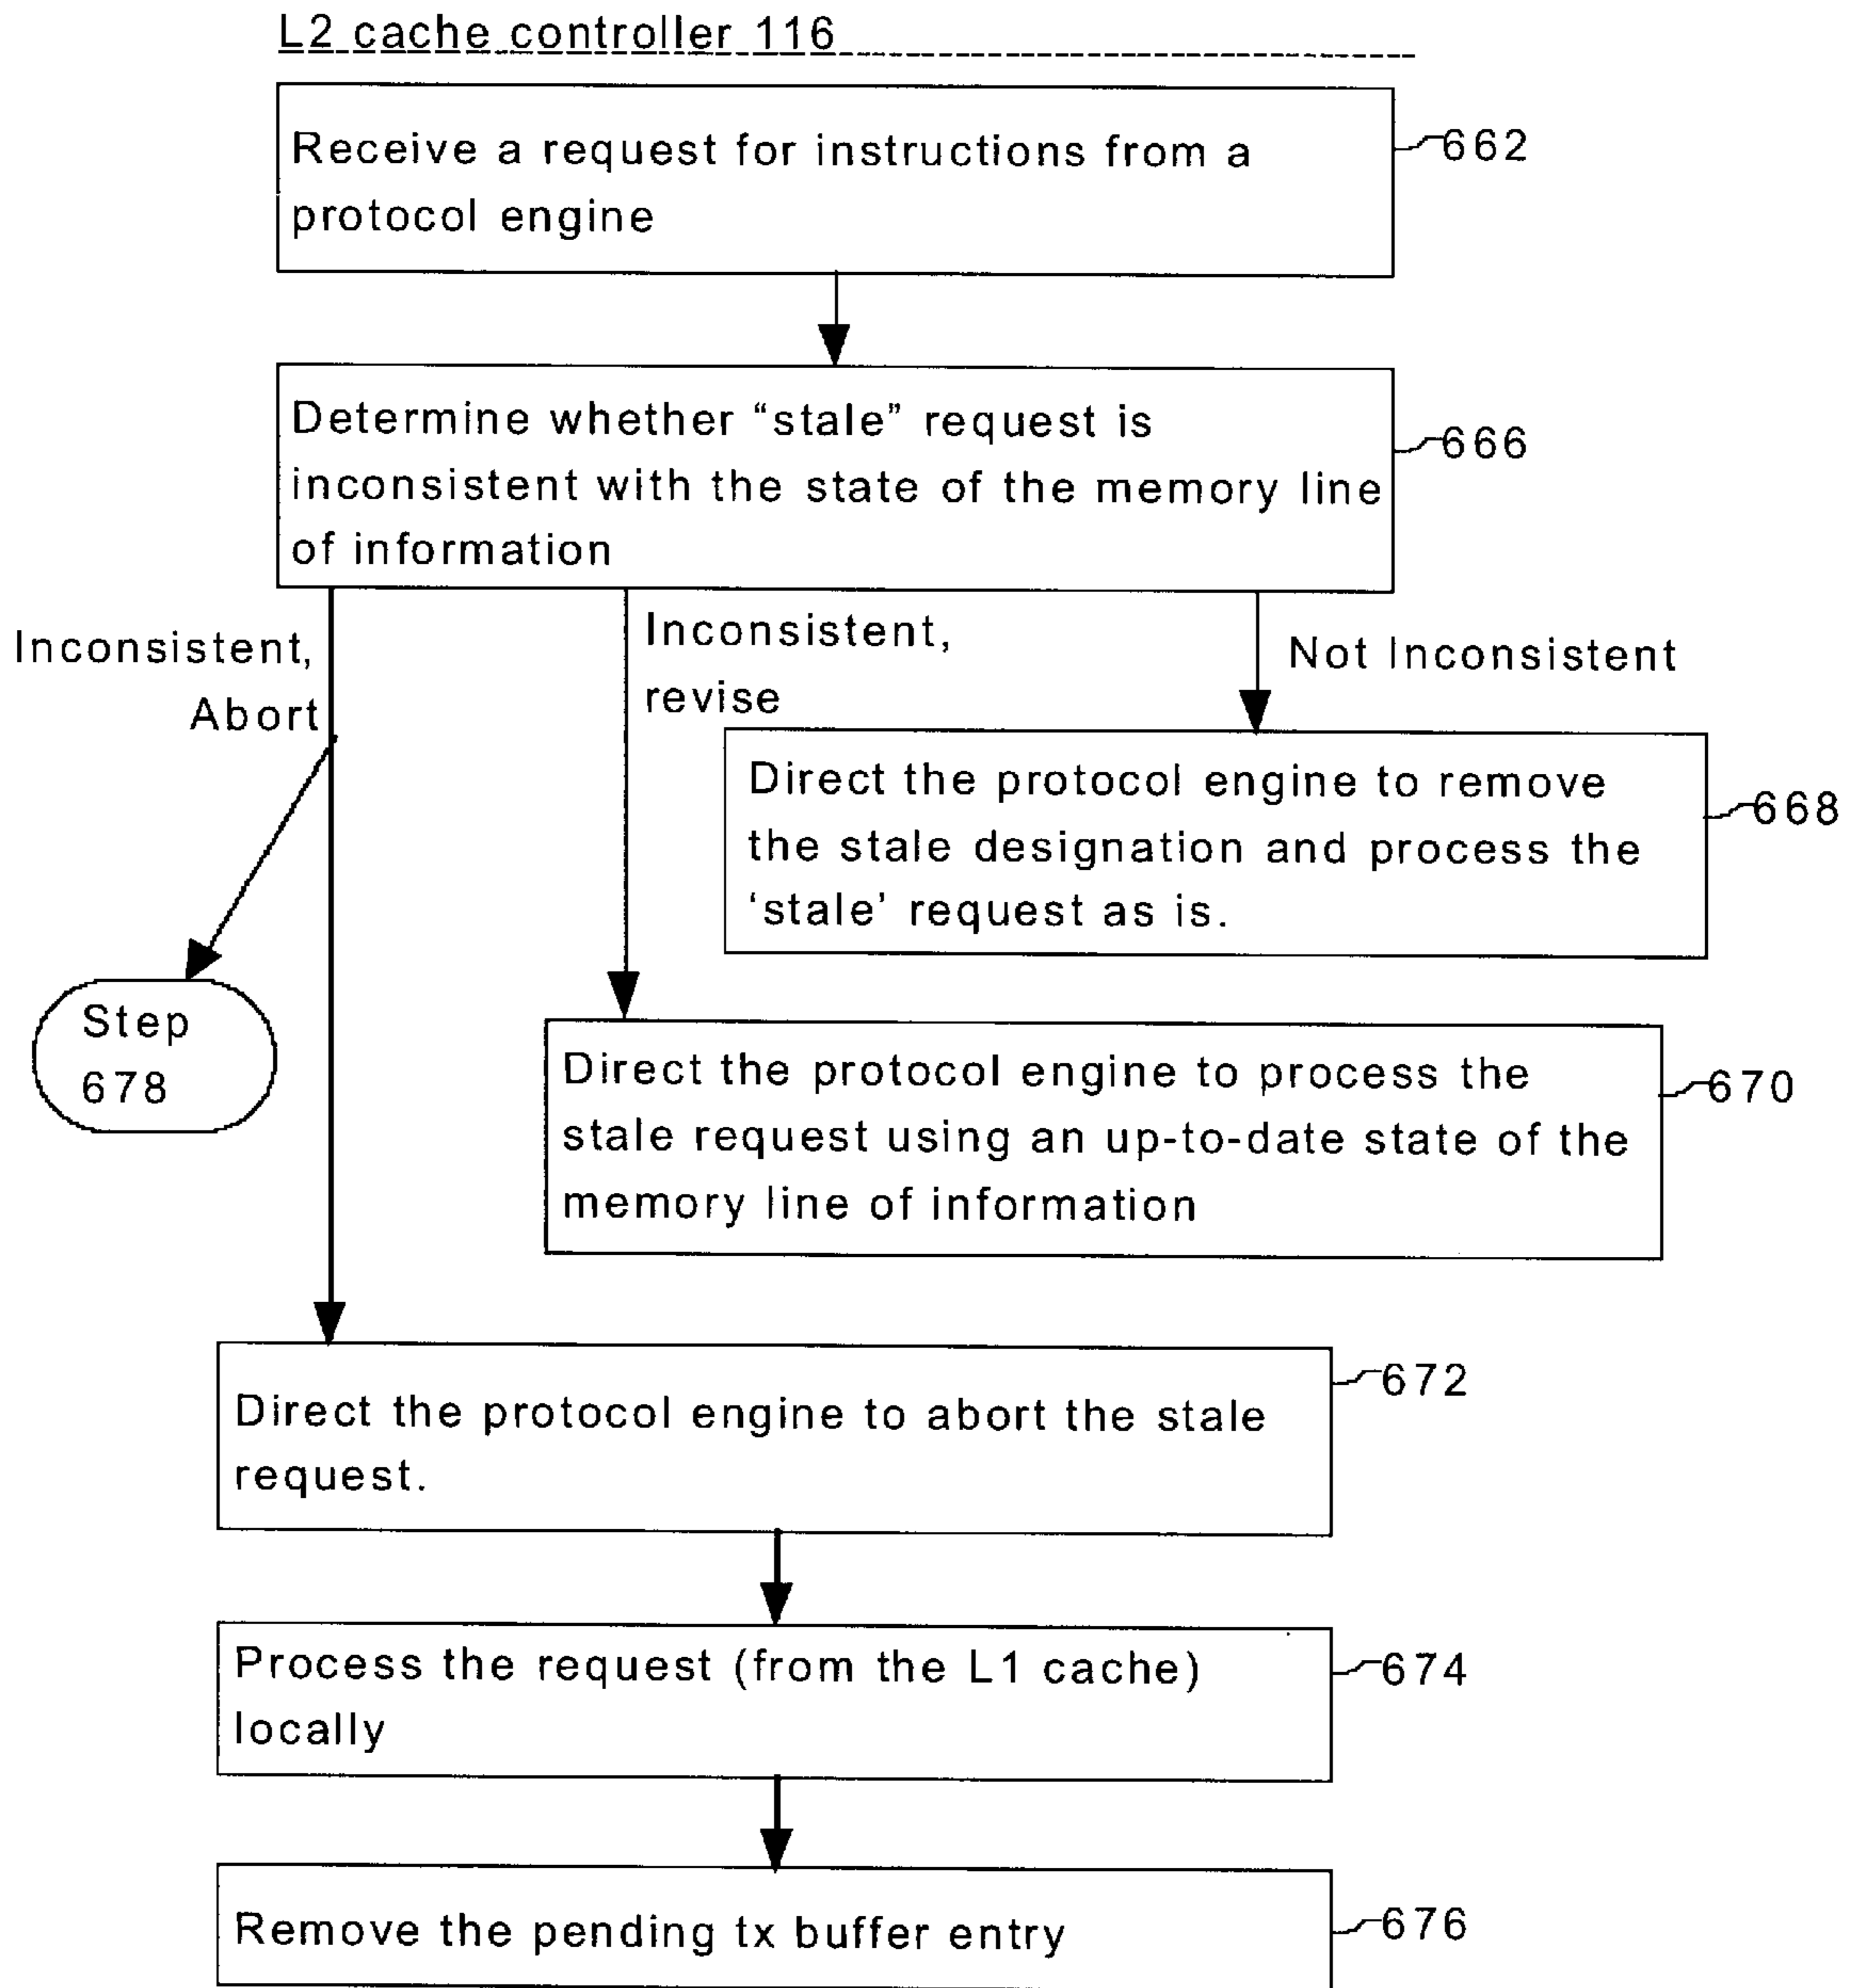 L2 cache controller 116
Receive a request for instructions from a
protocol engine
662
Determine whether “stale” request is
inconsistent with the state of the memory line
of information
666
Inconsistent,
Abort
Inconsistent,
revise
Not Inconsistent
Direct the protocol engine to remove
the stale designation and process the
‘stale’ request as is.
668
Step
678
Direct the protocol engine to process the
stale request using an up-to-date state of the
memory line of information
670
Direct the protocol engine to abort the stale
request.
672
Process the request (from the L1 cache)
locally
674
Remove the pending tx buffer entry
676